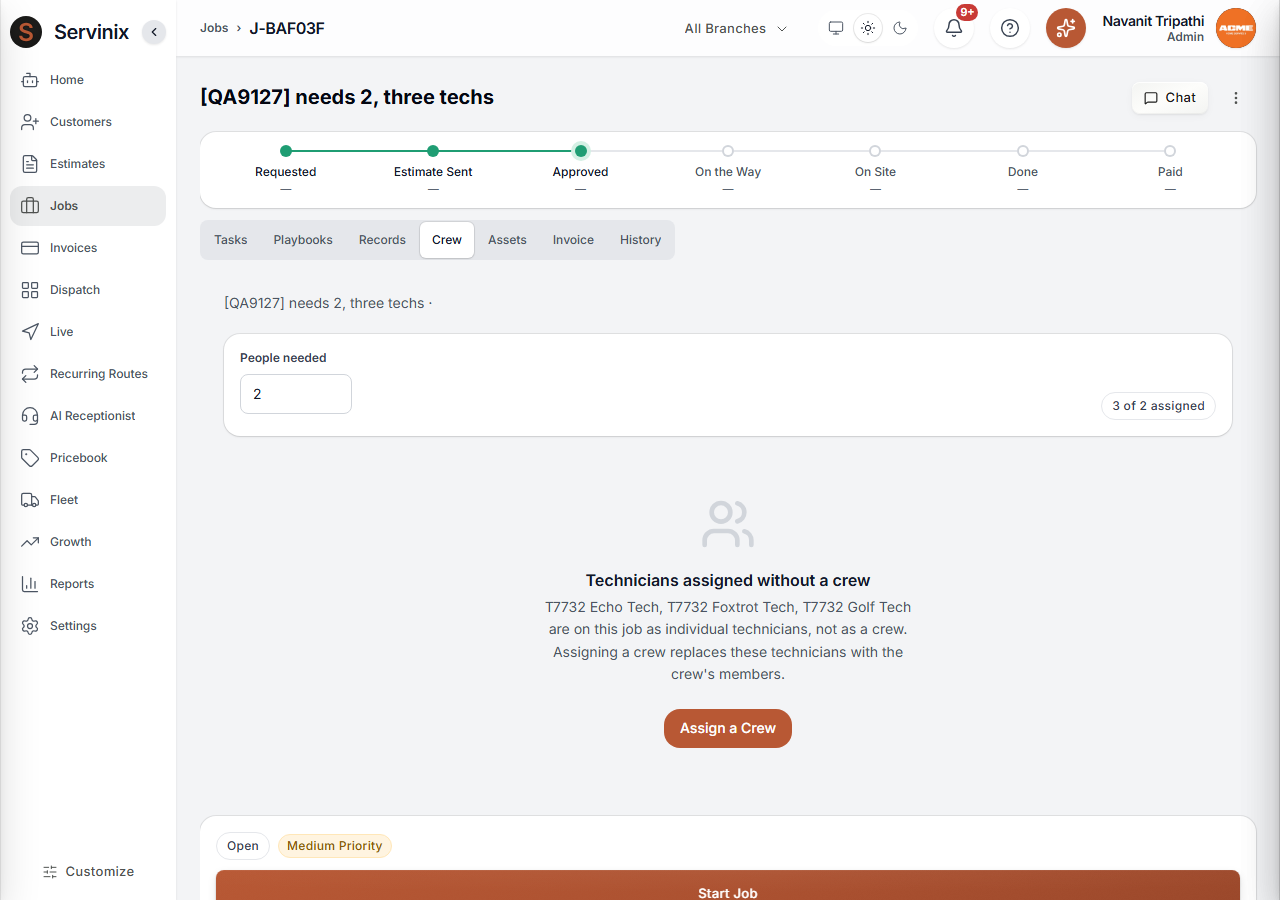 S Servinix
Jobs › J-BAF03F
All Branches
9+
Navanit Tripathi
Admin
ACME
Home
Customers
Estimates
Jobs
Invoices
Dispatch
Live
Recurring Routes
AI Receptionist
Pricebook
Fleet
Growth
Reports
Settings
Customize
[QA9127] needs 2, three techs
Chat
Requested
—
Estimate Sent
—
Approved
—
On the Way
—
On Site
—
Done
—
Paid
—
Tasks Playbooks Records Crew Assets Invoice History
[QA9127] needs 2, three techs ·
People needed
2
3 of 2 assigned
Technicians assigned without a crew
T7732 Echo Tech, T7732 Foxtrot Tech, T7732 Golf Tech
are on this job as individual technicians, not as a crew.
Assigning a crew replaces these technicians with the
crew's members.
Assign a Crew
Open Medium Priority
Start Job